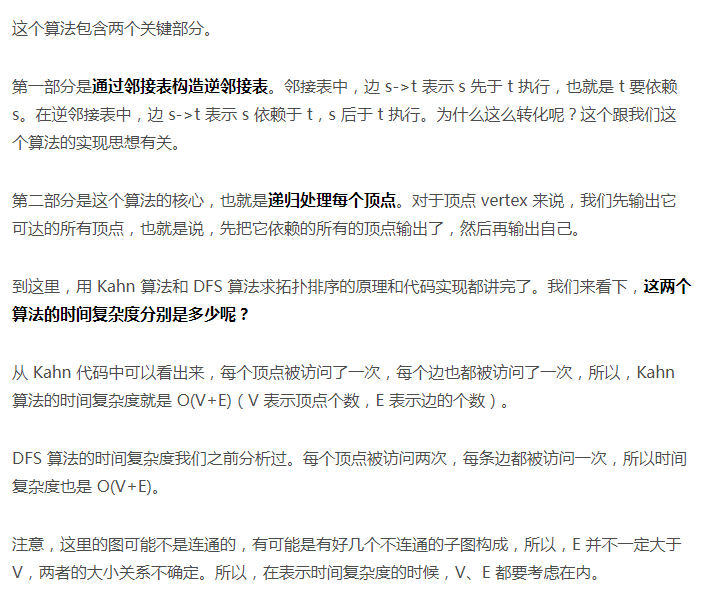 这个算法包含两个关键部分。
第一部分是通过邻接表构造逆邻接表。邻接表中，边 s->t 表示 s 先于 t 执行，也就是 t 要依赖
s。在逆邻接表中，边 s->t 表示 s 依赖于 t，s 后于 t 执行。为什么这么转化呢？这个跟我们这
个算法的实现思想有关。
第二部分是这个算法的核心，也就是递归处理每个顶点。对于顶点 vertex 来说，我们先输出它
可达的所有顶点，也就是说，先把它依赖的所有的顶点输出了，然后再输出自己。
到这里，用 Kahn 算法和 DFS 算法求拓扑排序的原理和代码实现都讲完了。我们来看下，这两个
算法的时间复杂度分别是多少呢？
从 Kahn 代码中可以看出来，每个顶点被访问了一次，每个边也都被访问了一次，所以，Kahn
算法的时间复杂度就是 O(V+E)（V 表示顶点个数，E 表示边的个数）。
DFS 算法的时间复杂度我们之前分析过。每个顶点被访问两次，每条边都被访问一次，所以时间
复杂度也是 O(V+E)。
注意，这里的图可能不是连通的，有可能是有好几个不连通的子图构成，所以，E 并不一定大于
V，两者的大小关系不确定。所以，在表示时间复杂度的时候，V、E 都要考虑在内。